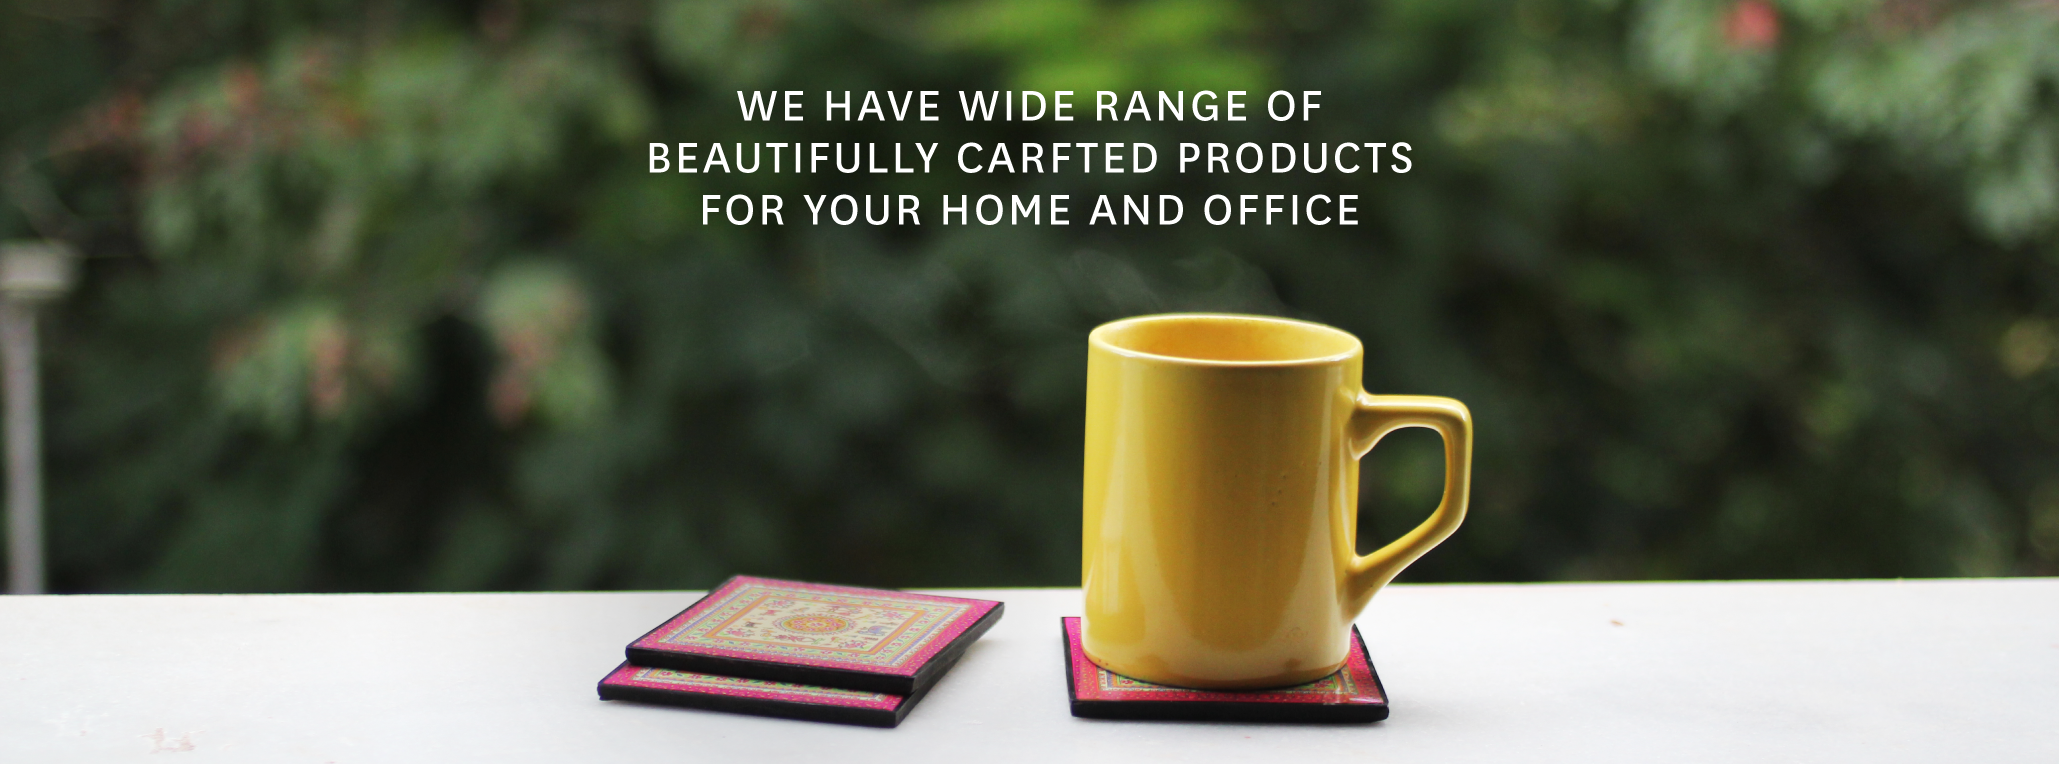 WE HAVE WIDE RANGE OF
BEAUTIFULLY CARFTED PRODUCTS
FOR YOUR HOME AND OFFICE